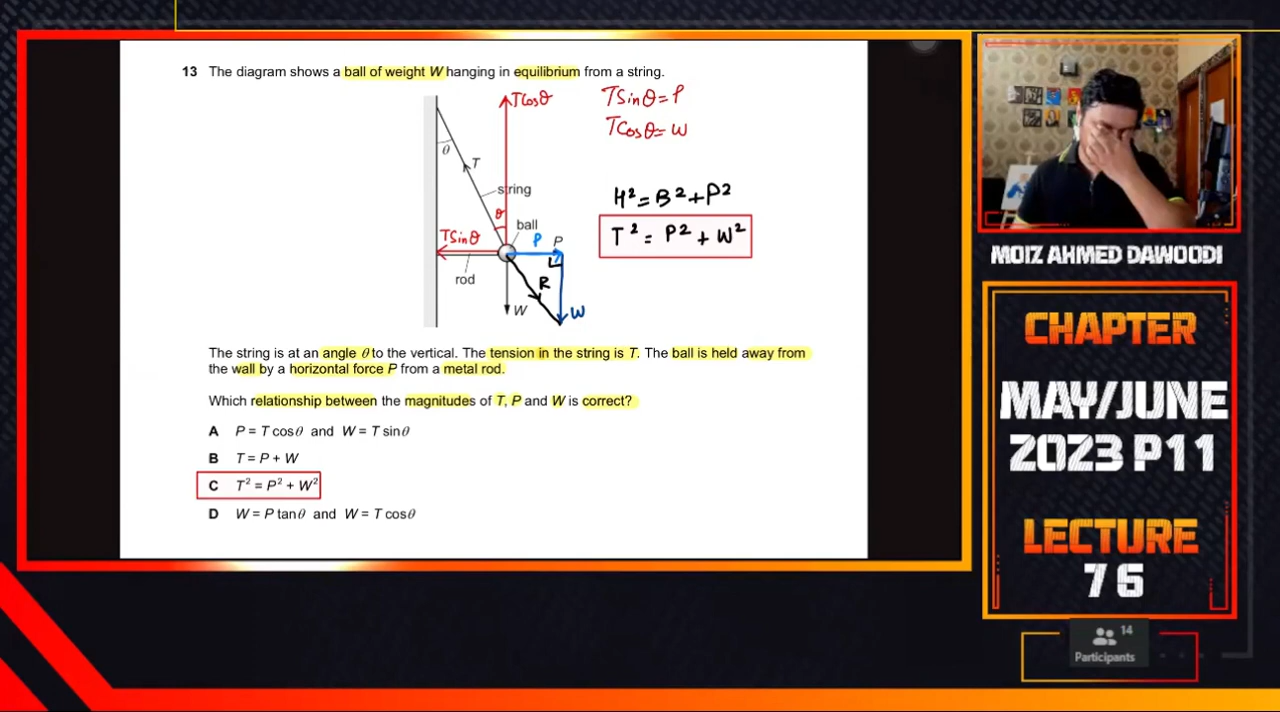 13 The diagram shows a ball of weight W hanging in equilibrium from a string.
TCosθ
TSinθ=P
TCosθ=W
θ
T
string
θ
H²=B²+P²
T²=P²+W²
ball
TSinθ
P
P
rod
R
W
W
The string is at an angle θ to the vertical. The tension in the string is T. The ball is held away from
the wall by a horizontal force P from a metal rod.
Which relationship between the magnitudes of T, P and W is correct?
A P = T cosθ and W = T sinθ
B T = P + W
C T² = P² + W²
D W = P tanθ and W = T cosθ
MOIZ AHMED DAWOODI
CHAPTER
MAY/JUNE
2023 P11
LECTURE
76
14
Participants